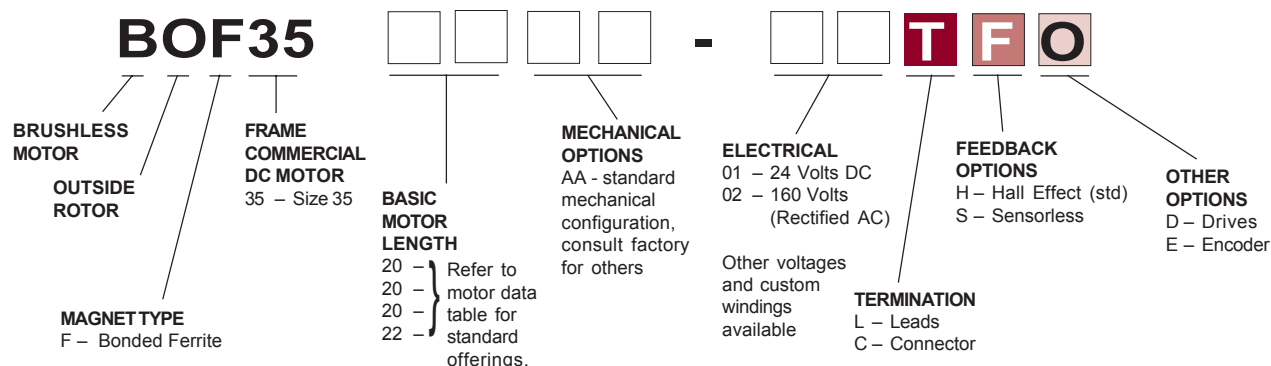 BOF35 - T F O
BRUSHLESS
MOTOR
OUTSIDE
ROTOR
MAGNET TYPE
F – Bonded Ferrite
FRAME
COMMERCIAL
DC MOTOR
35 – Size 35
BASIC
MOTOR
LENGTH
20 –
20 –
20 –
22 –
Refer to
motor data
table for
standard
offerings.
MECHANICAL
OPTIONS
AA - standard
mechanical
configuration,
consult factory
for others
ELECTRICAL
01 – 24 Volts DC
02 – 160 Volts
(Rectified AC)
Other voltages
and custom
windings
available
TERMINATION
L – Leads
C – Connector
FEEDBACK
OPTIONS
H – Hall Effect (std)
S – Sensorless
OTHER
OPTIONS
D – Drives
E – Encoder